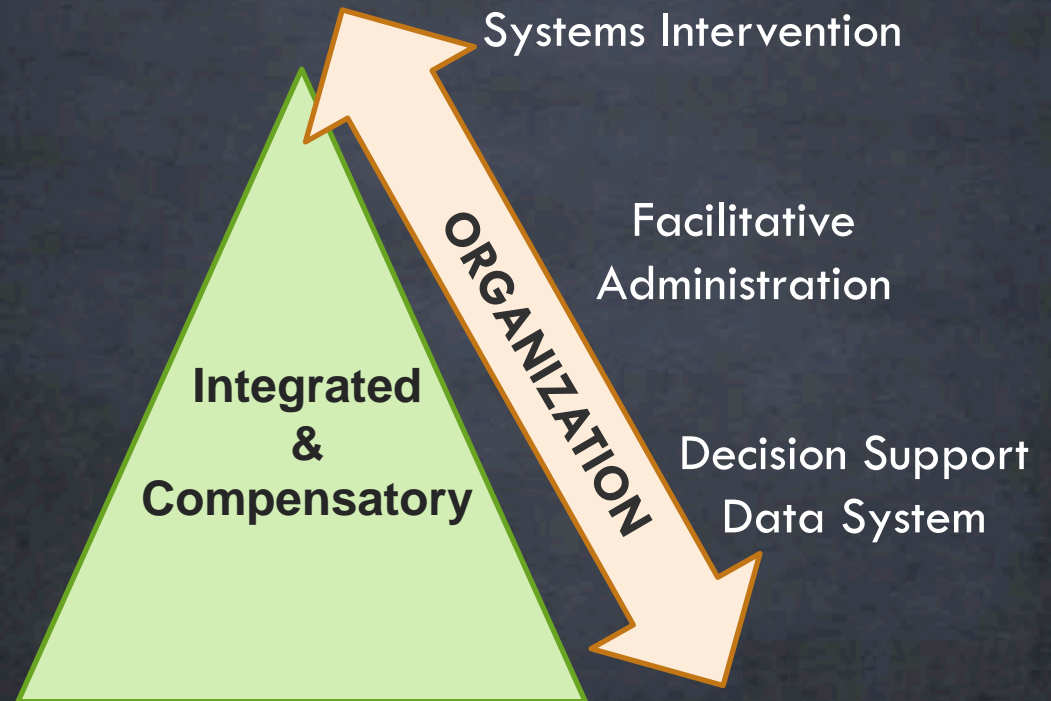 Systems Intervention
Facilitative
Administration
ORGANIZATION
Integrated
&
Compensatory
Decision Support
Data System